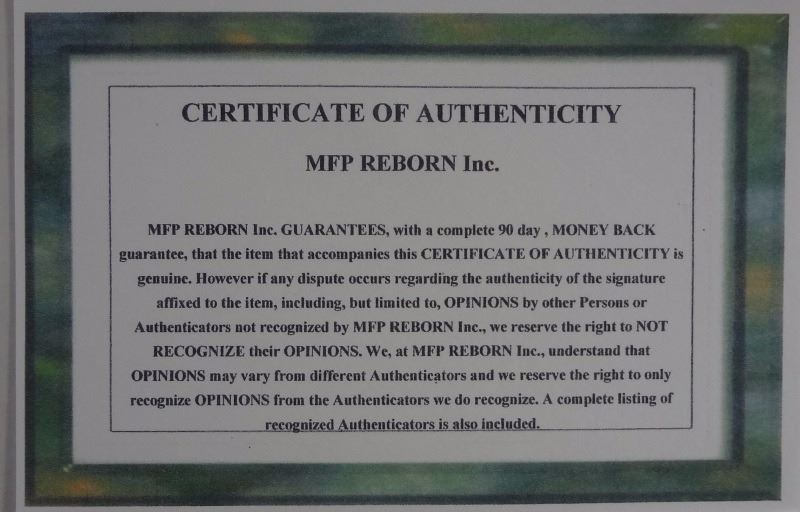 CERTIFICATE OF AUTHENTICITY
MFP REBORN Inc.
MFP REBORN Inc. GUARANTEES, with a complete 90 day , MONEY BACK
guarantee, that the item that accompanies this CERTIFICATE OF AUTHENTICITY is
genuine. However if any dispute occurs regarding the authenticity of the signature
affixed to the item, including, but limited to, OPINIONS by other Persons or
Authenticators not recognized by MFP REBORN Inc., we reserve the right to NOT
RECOGNIZE their OPINIONS. We, at MFP REBORN Inc., understand that
OPINIONS may vary from different Authenticators and we reserve the right to only
recognize OPINIONS from the Authenticators we do recognize. A complete listing of
recognized Authenticators is also included.